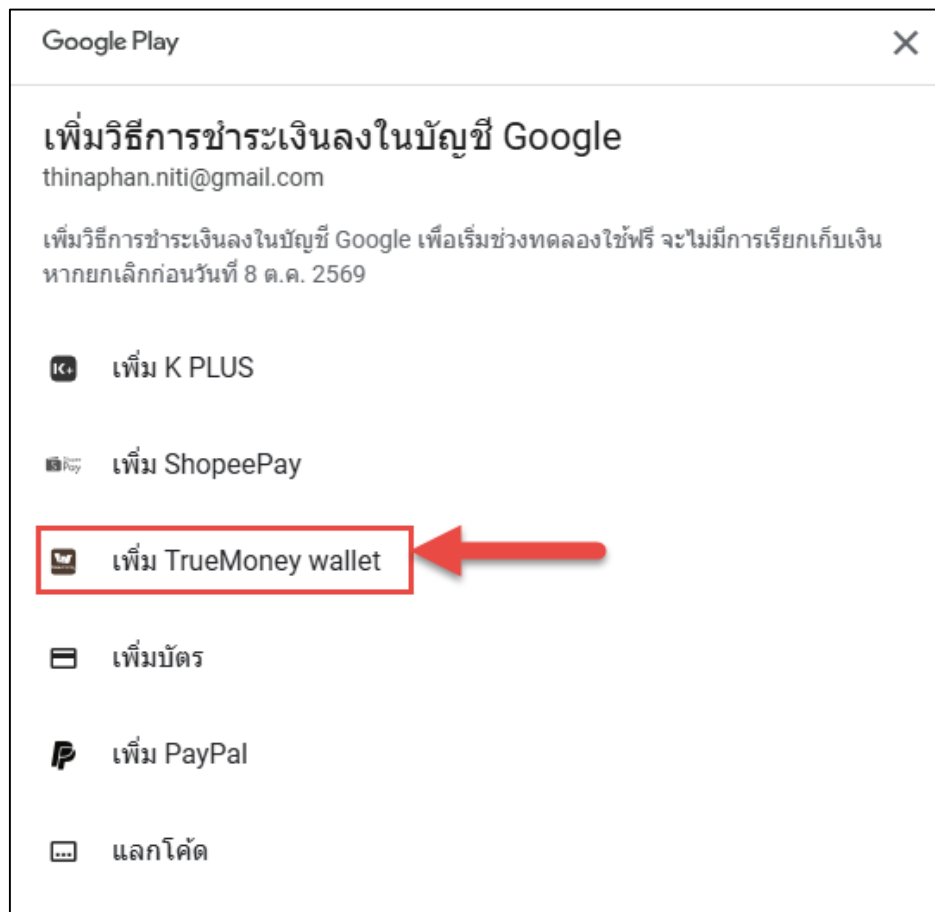 Google Play
เพิ่มวิธีการชำระเงินลงในบัญชี Google
thinaphan.niti@gmail.com
เพิ่มวิธีการชำระเงินลงในบัญชี Google เพื่อเริ่มช่วงทดลองใช้ฟรี จะไม่มีการเรียกเก็บเงิน
หากยกเลิกก่อนวันที่ 8 ต.ค. 2569
K+ เพิ่ม K PLUS
Pay เพิ่ม ShopeePay
เพิ่ม TrueMoney wallet
เพิ่มบัตร
เพิ่ม PayPal
แลกโค้ด